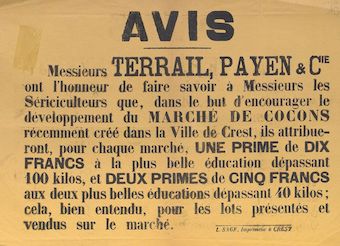 AVIS
Messieurs TERRAIL, PAYEN & CIE
ont l'honneur de faire savoir à Messieurs les
Sériciculteurs que, dans le but d'encourager le
développement du MARCHÉ DE COCONS
récemment créé dans la Ville de Crest, ils attribue-
ront, pour chaque marché, UNE PRIME de DIX
FRANCS à la plus belle éducation dépassant
100 kilos, et DEUX PRIMES de CINQ FRANCS
aux deux plus belles éducations dépassant 40 kilos ;
cela, bien entendu, pour les lots présentés et
vendus sur le marché.
L. SAGE, Imprimerie à CREST